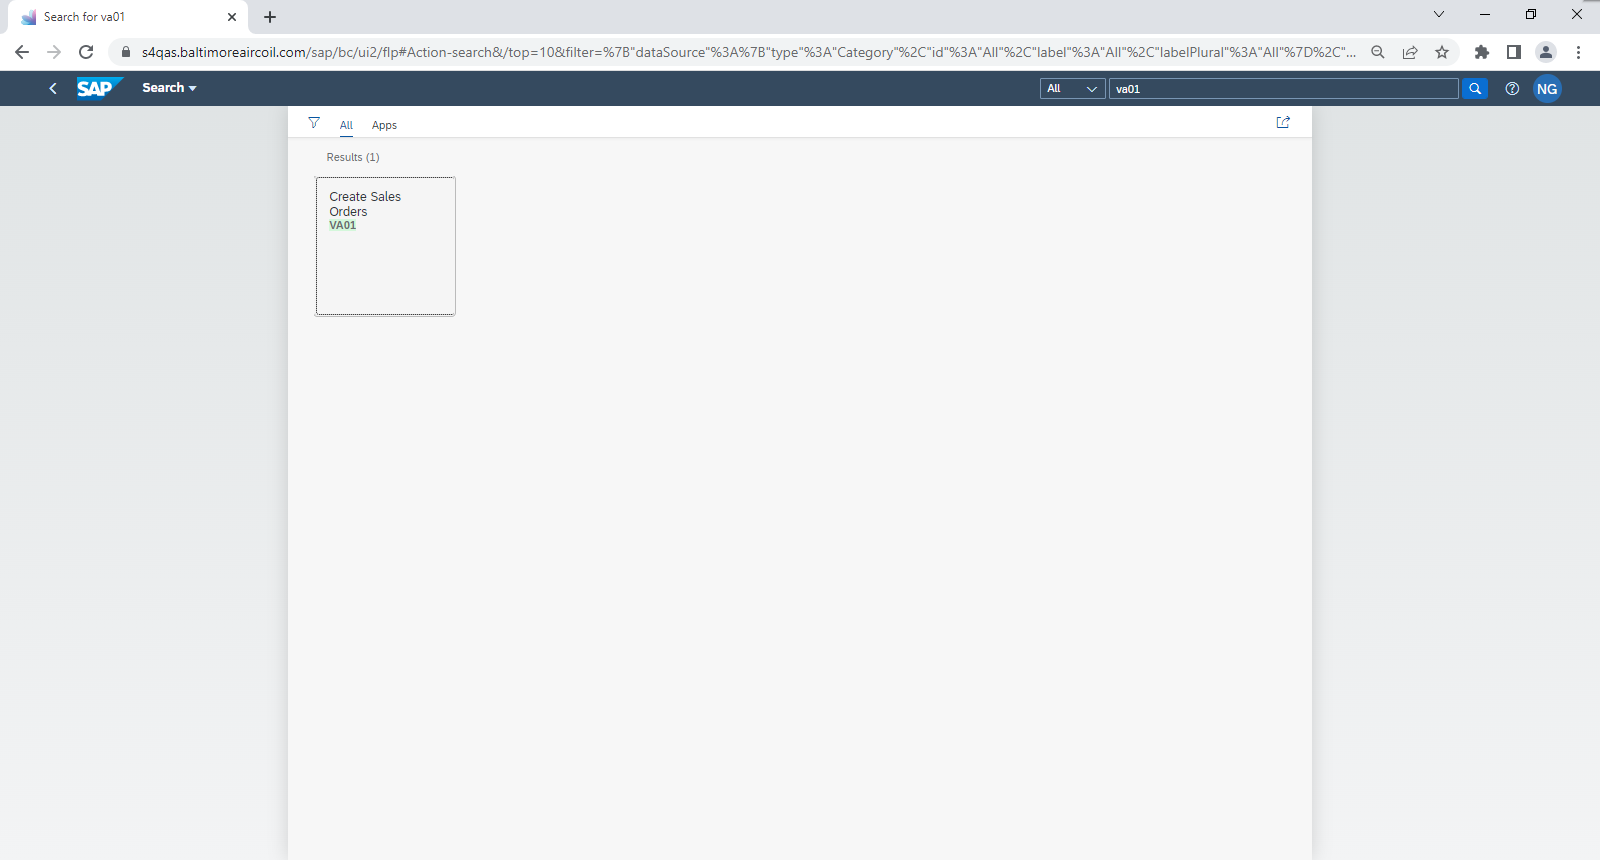 Search for va01
s4qas.baltimoreaircoil.com/sap/bc/ui2/flp#Action-search&/top=10&filter=%7B"dataSource"%3A%7B"type"%3A"Category"%2C"id"%3A"All"%2C"label"%3A"All"%2C"labelPlural"%3A"All"%7D%2C"...
SAP Search All va01 NG
All Apps
Results (1)
Create Sales
Orders
VA01